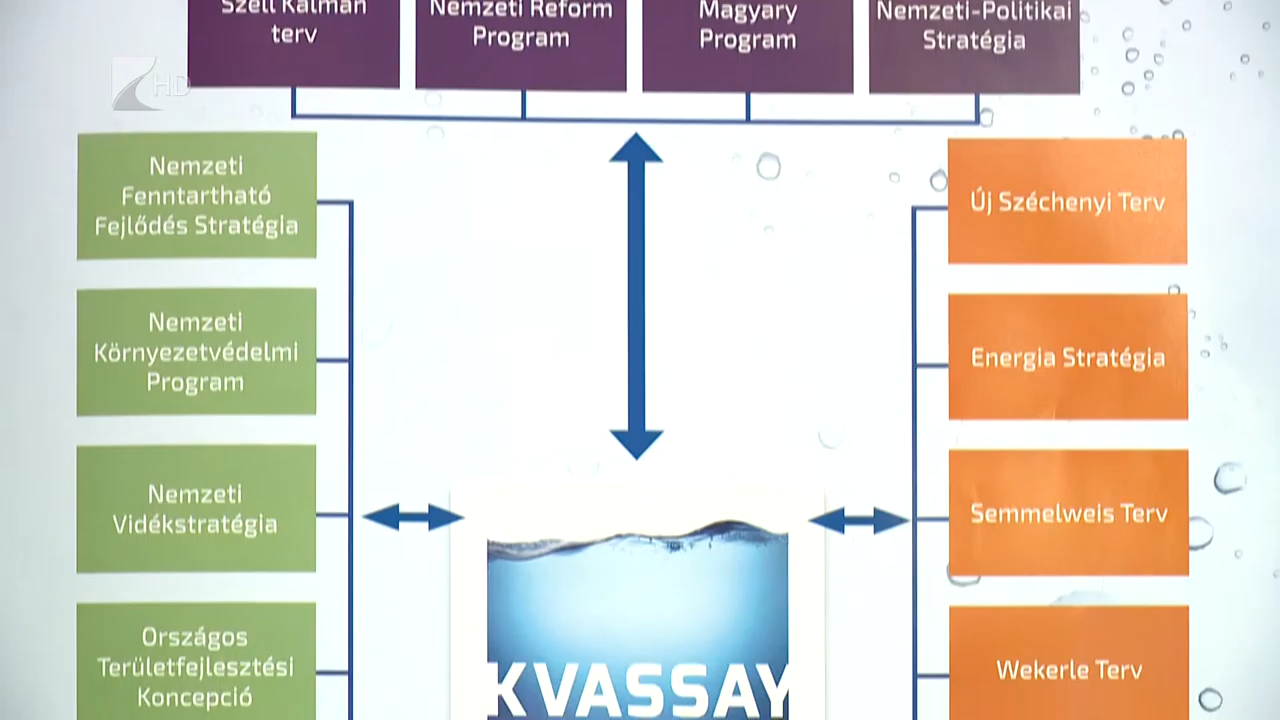 Széll Kálmán
terv
Nemzeti Reform
Program
Magyary
Program
Nemzeti-Politikai
Stratégia
HD
Nemzeti
Fenntartható
Fejlődés Stratégia
Új Széchenyi Terv
Nemzeti
Környezetvédelmi
Program
Energia Stratégia
Nemzeti
Vidékstratégia
Semmelweis Terv
Országos
Területfejlesztési
Koncepció
Wekerle Terv
KVASSAY